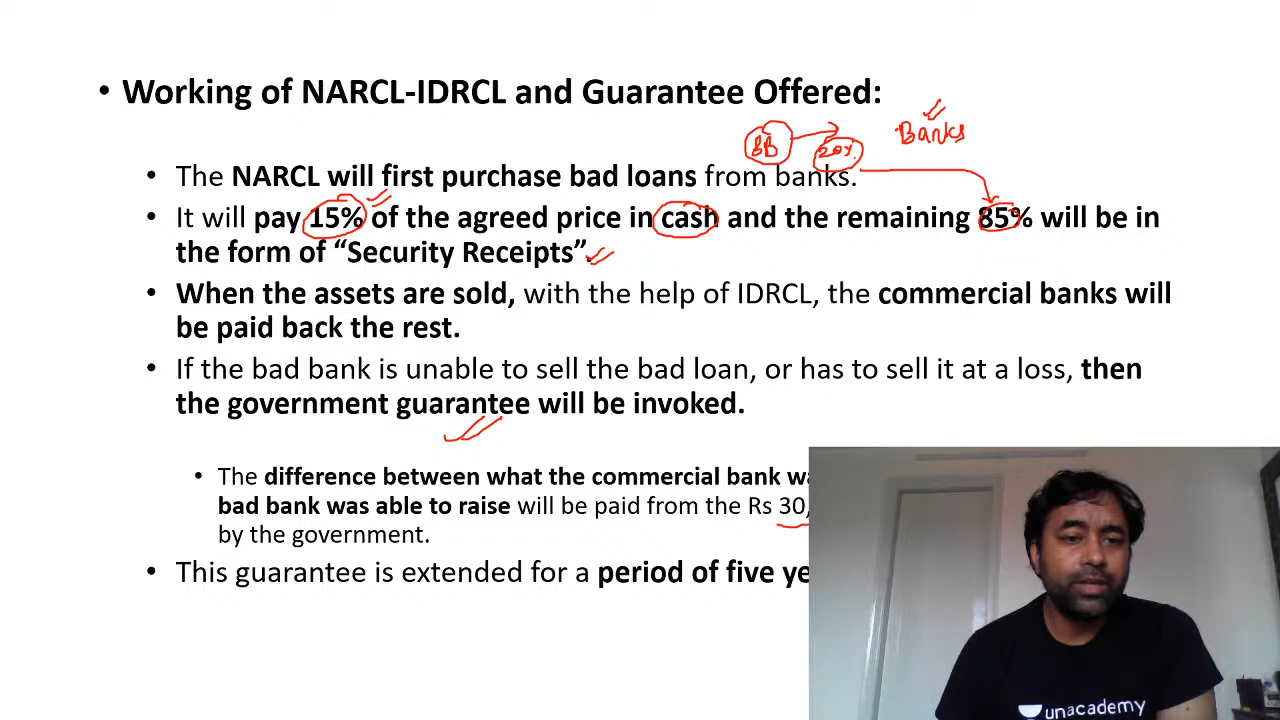 • Working of NARCL-IDRCL and Guarantee Offered:
Banks
BB 20%.
• The NARCL will first purchase bad loans from banks.
• It will pay 15% of the agreed price in cash and the remaining 85% will be in
the form of “Security Receipts”.
• When the assets are sold, with the help of IDRCL, the commercial banks will
be paid back the rest.
• If the bad bank is unable to sell the bad loan, or has to sell it at a loss, then
the government guarantee will be invoked.
• The difference between what the commercial bank
bad bank was able to raise will be paid from the Rs 30,
by the government.
• This guarantee is extended for a period of five
unacademy